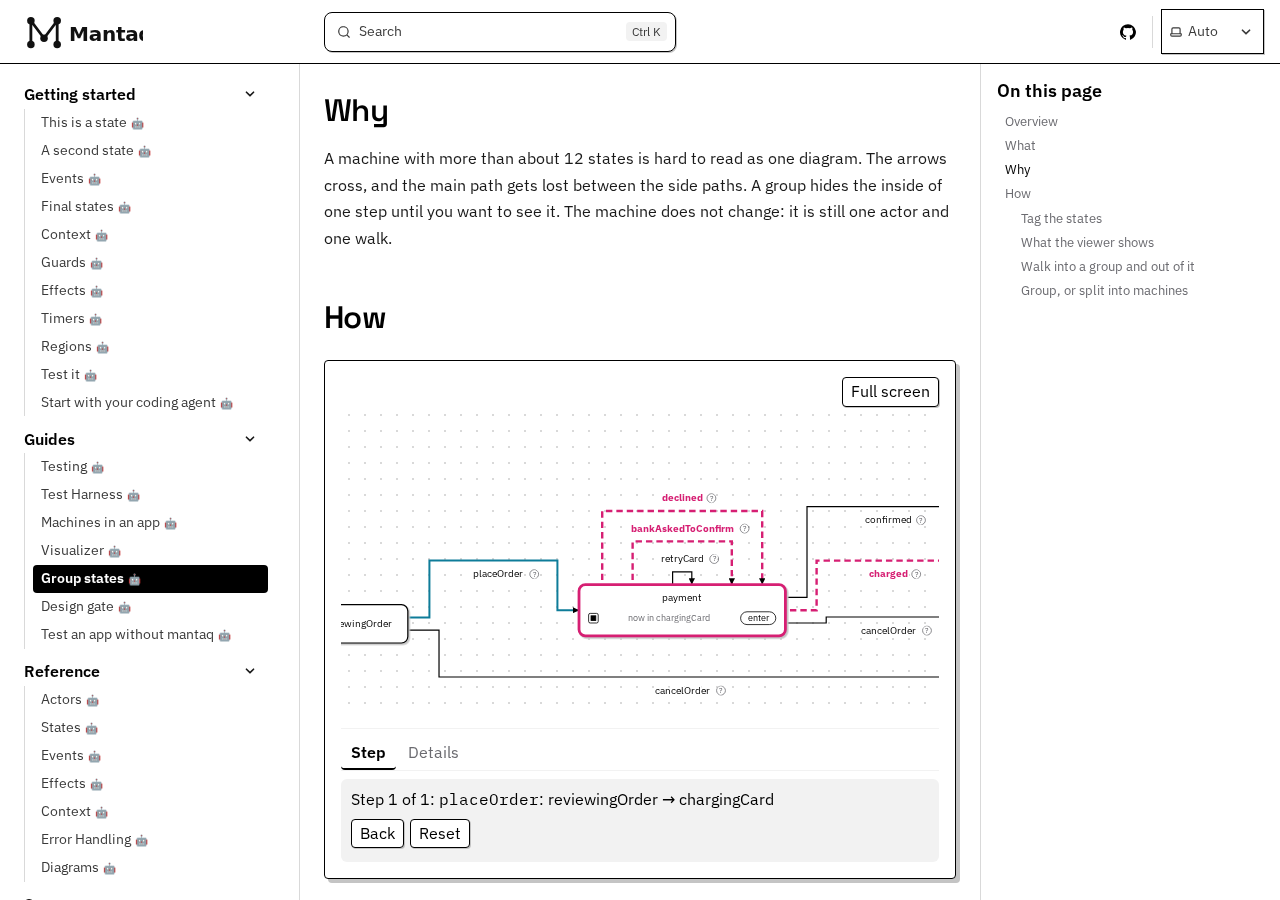 Mantaq
Search
Ctrl K
Auto
Getting started
This is a state
A second state
Events
Final states
Context
Guards
Effects
Timers
Regions
Test it
Start with your coding agent
Guides
Testing
Test Harness
Machines in an app
Visualizer
Group states
Design gate
Test an app without mantaq
Reference
Actors
States
Events
Effects
Context
Error Handling
Diagrams
Why
A machine with more than about 12 states is hard to read as one diagram. The arrows
cross, and the main path gets lost between the side paths. A group hides the inside of
one step until you want to see it. The machine does not change: it is still one actor and
one walk.
How
Full screen
declined ?
bankAskedToConfirm ?
retryCard ?
confirmed ?
placeOrder ?
charged ?
payment
ewingOrder
now in chargingCard
enter
cancelOrder ?
cancelOrder ?
Step
Details
Step 1 of 1: placeOrder: reviewingOrder → chargingCard
Back
Reset
On this page
Overview
What
Why
How
Tag the states
What the viewer shows
Walk into a group and out of it
Group, or split into machines